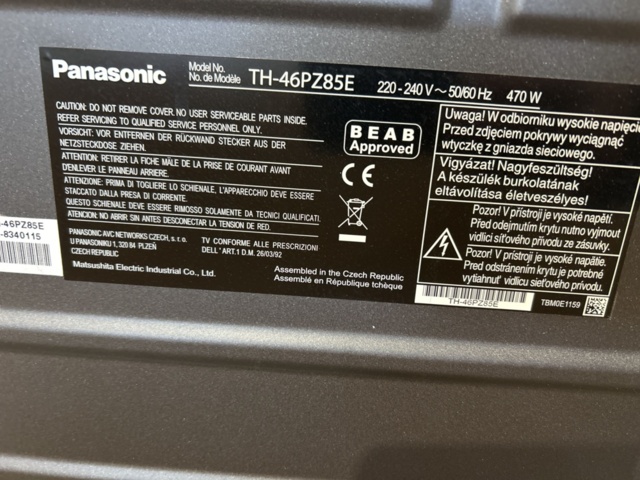 Panasonic
Model No.
No. de Modèle
TH-46PZ85E
220 - 240 V ~ 50/60 Hz 470 W
CAUTION: DO NOT REMOVE COVER. NO USER SERVICEABLE PARTS INSIDE.
REFER SERVICING TO QUALIFIED SERVICE PERSONNEL ONLY.
VORSICHT: VOR ENTFERNEN DER RÜCKWAND STECKER AUS DER
NETZSTECKDOSE ZIEHEN.
ATTENTION: RETIRER LA FICHE MÂLE DE LA PRISE DE COURANT AVANT
D'ENLEVER LE PANNEAU ARRIERE.
ATTENZIONE: PRIMA DI TOGLIERE LO SCHIENALE, L'APPARECCHIO DEVE ESSERE
STACCATO DALLA PRESA DI CORRENTE.
QUESTO SCHIENALE DEVE ESSERE RIMOSSO SOLAMENTE DA TECNICI QUALIFICATI.
ATENCION: NO ABRIR SIN ANTES DESCONECTAR LA TENSION DE RED.
PANASONIC AVC NETWORKS CZECH, s. r. o.
U PANASONIKU 1, 320 84 PLZEŇ
CZECH REPUBLIC
TV CONFORME ALLE PRESCRIZIONI
DELL' ART.1 D.M. 26/03/92
Matsushita Electric Industrial Co., Ltd.
BEAB
Approved
CE
Assembled in the Czech Republic
Assemblé en République tchèque
Uwaga! W odbiorniku wysokie napięcie
Przed zdjęciem pokrywy wyciągnąć
wtyczkę z gniazda sieciowego.
Vigyázat! Nagyfeszültség!
A készülék burkolatának
eltávolítása életveszélyes!
Pozor! V přístroji je vysoké napětí.
Před odejmutím krytu nutno vyjmout
vidlici síťového přívodu ze zásuvky.
Pozor! V prístroji je vysoké napätie.
Pred odstránením krytu je potrebné
vytiahnut' vidlicu sieťového prívodu.
TH-46PZ85E
TBM0E1159
-46PZ85E
-8340115